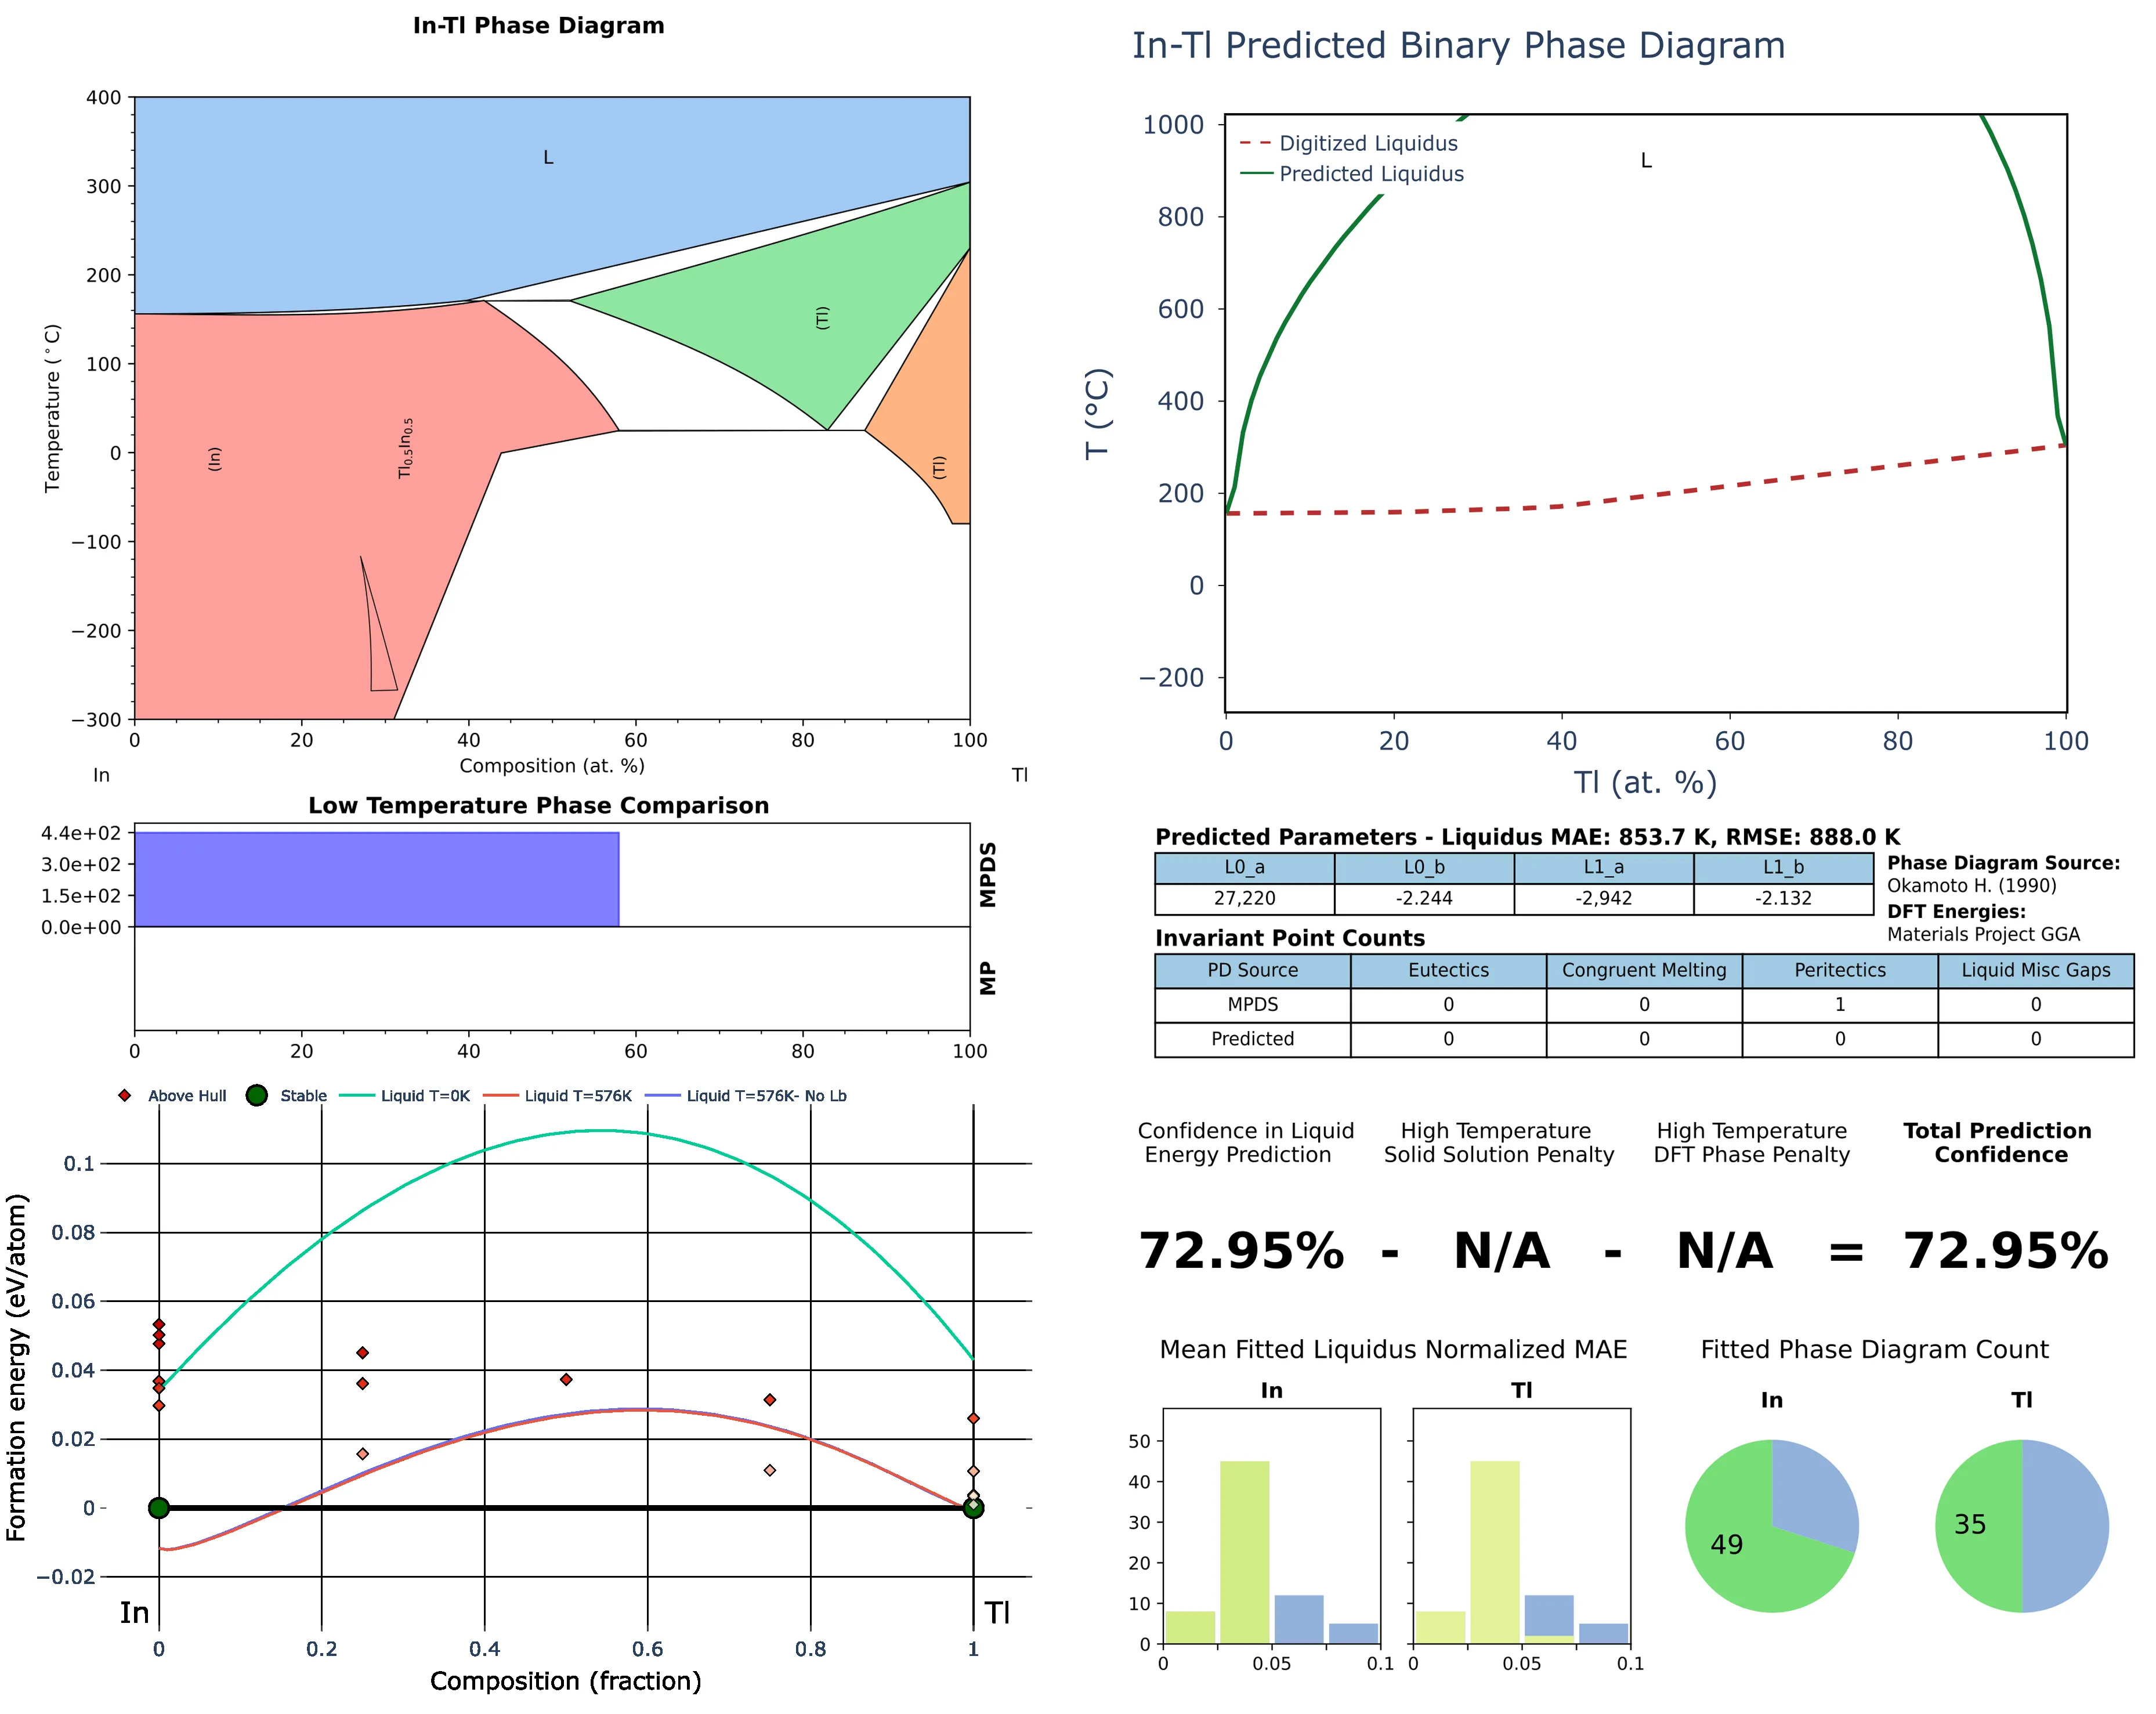 In-Tl Phase Diagram
400
300
200
100
0
−100
−200
−300
Temperature (°C)
L
(In)
Tl0.5In0.5
(Tl)
(Tl)
0 20 40 60 80 100
Composition (at. %)
In Tl
Low Temperature Phase Comparison
4.4e+02
3.0e+02
1.5e+02
0.0e+00
MPDS
MP
0 20 40 60 80 100
Above Hull Stable Liquid T=0K Liquid T=576K Liquid T=576K- No Lb
0.1
0.08
0.06
0.04
0.02
0
−0.02
Formation energy (eV/atom)
In Tl
0 0.2 0.4 0.6 0.8 1
Composition (fraction)
In-Tl Predicted Binary Phase Diagram
1000
800
600
400
200
0
−200
T (°C)
Digitized Liquidus
Predicted Liquidus
L
0 20 40 60 80 100
Tl (at. %)
Predicted Parameters - Liquidus MAE: 853.7 K, RMSE: 888.0 K
L0_a L0_b L1_a L1_b
27,220 -2.244 -2,942 -2.132
Phase Diagram Source:
Okamoto H. (1990)
DFT Energies:
Materials Project GGA
Invariant Point Counts
PD Source Eutectics Congruent Melting Peritectics Liquid Misc Gaps
MPDS 0 0 1 0
Predicted 0 0 0 0
Confidence in Liquid
Energy Prediction
High Temperature
Solid Solution Penalty
High Temperature
DFT Phase Penalty
Total Prediction
Confidence
72.95% - N/A - N/A = 72.95%
Mean Fitted Liquidus Normalized MAE
In Tl
50
40
30
20
10
0
0 0.05 0.1
0 0.05 0.1
Fitted Phase Diagram Count
In Tl
49
35